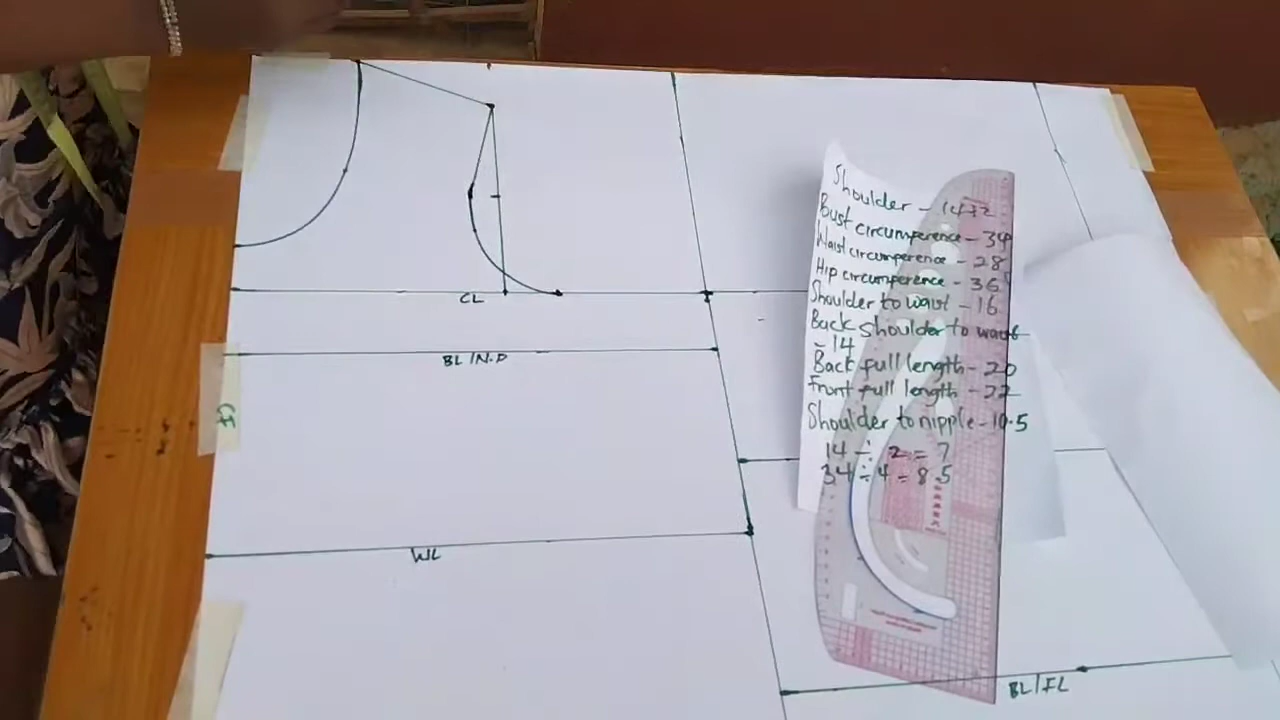 Shoulder - 14÷2
Bust circumference - 34
Waist circumference - 28
Hip circumference - 36
Shoulder to waist - 16
Back shoulder to waist
- 14
Back full length - 20
Front full length - 22
Shoulder to nipple - 10.5
14 ÷ 2 = 7
34 ÷ 4 = 8.5
CL
BL/N.P
CF
WL
BL/FL